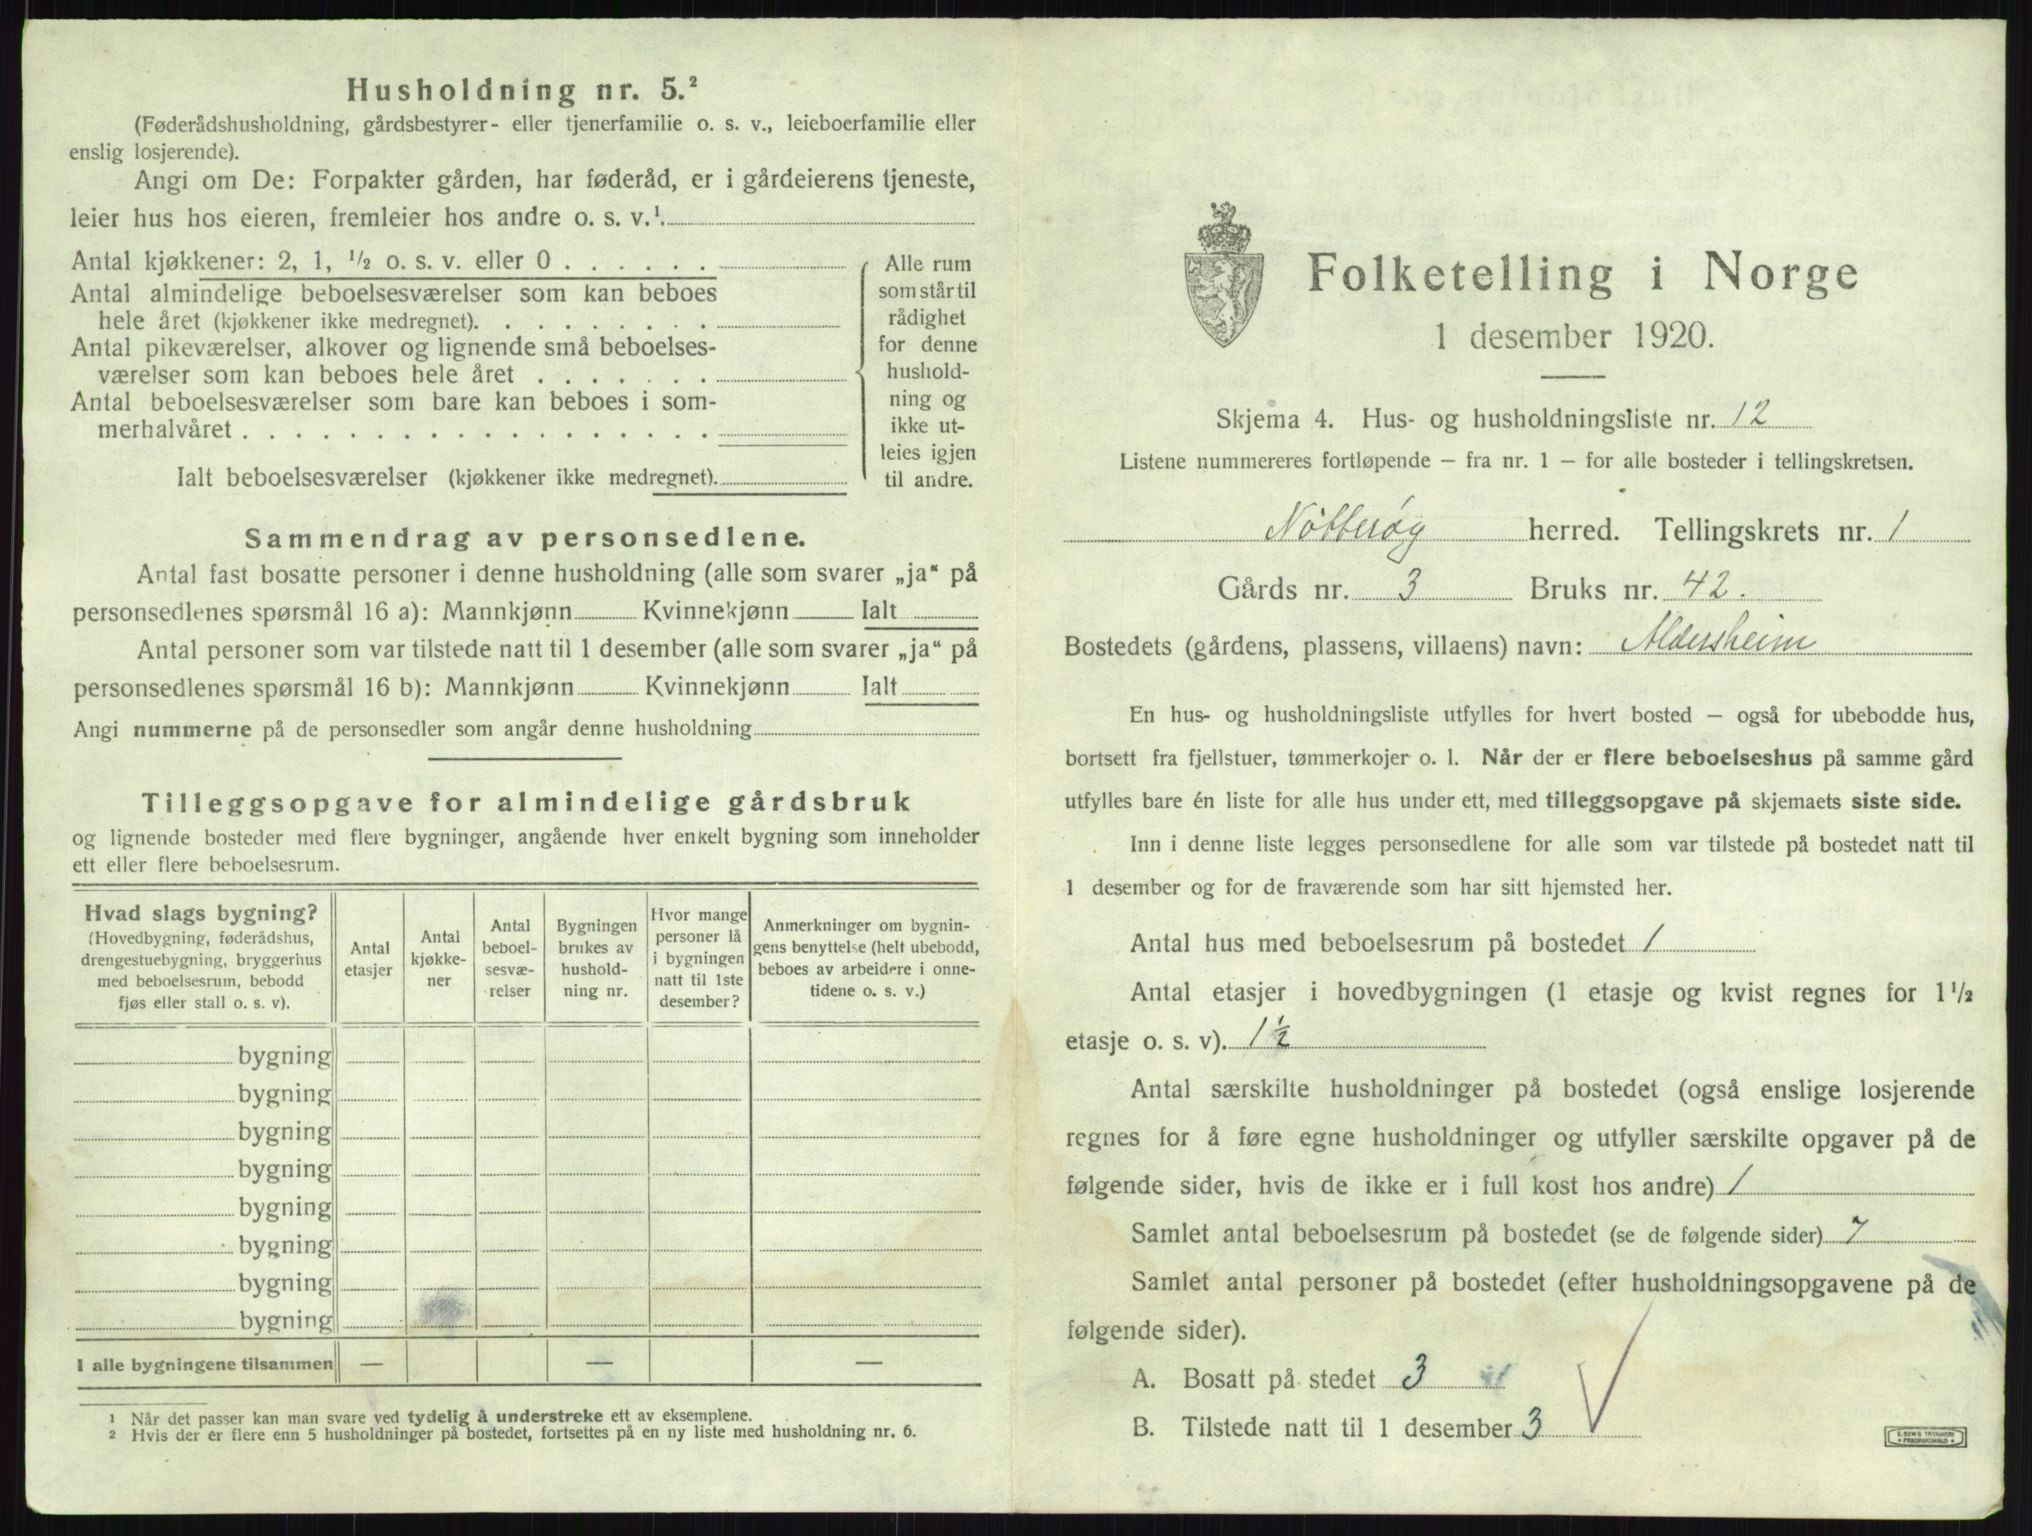 Husholdning nr. 5.²
(Føderådshusholdning, gårdsbestyrer- eller tjenerfamilie o. s. v., leieboerfamilie eller
enslig losjerende).
Angi om De: Forpakter gården, har føderåd, er i gårdeierens tjeneste,
leier hus hos eieren, fremleier hos andre o. s. v.¹
Antal kjøkkener: 2, 1, ½ o. s. v. eller 0 . . . . . .
Antal almindelige beboelsesværelser som kan beboes
hele året (kjøkkener ikke medregnet). . . . . . . . .
Antal pikeværelser, alkover og lignende små beboelses-
værelser som kan beboes hele året . . . . . . .
Antal beboelsesværelser som bare kan beboes i som-
merhalvåret . . . . . . . . . . . . . . . . . .
Ialt beboelsesværelser (kjøkkener ikke medregnet).
Alle rum
som står til
rådighet
for denne
hushold-
ning og
ikke ut-
leies igjen
til andre.
Sammendrag av personsedlene.
Antal fast bosatte personer i denne husholdning (alle som svarer „ja“ på
personsedlenes spørsmål 16 a): Mannkjønn Kvinnekjønn Ialt
Antal personer som var tilstede natt til 1 desember (alle som svarer „ja“ på
personsedlenes spørsmål 16 b): Mannkjønn Kvinnekjønn Ialt
Angi nummerne på de personsedler som angår denne husholdning
Tilleggsopgave for almindelige gårdsbruk
og lignende bosteder med flere bygninger, angående hver enkelt bygning som inneholder
ett eller flere beboelsesrum.
Hvad slags bygning?
(Hovedbygning, føderådshus,
drengestuebygning, bryggerhus
med beboelsesrum, bebodd
fjøs eller stall o. s. v).
Antal
etasjer
Antal
kjøkke-
ner
Antal
beboel-
sesvæ-
relser
Bygningen
brukes av
hushold-
ning nr.
Hvor mange
personer lå
i bygningen
natt til 1ste
desember?
Anmerkninger om bygnin-
gens benyttelse (helt ubebodd,
beboes av arbeidere i onne-
tidene o. s. v.)
bygning
bygning
bygning
bygning
bygning
bygning
bygning
bygning
I alle bygningene tilsammen — — —
1 Når det passer kan man svare ved tydelig å understreke ett av eksemplene.
2 Hvis der er flere enn 5 husholdninger på bostedet, fortsettes på en ny liste med husholdning nr. 6.
Folketelling i Norge
1 desember 1920.
Skjema 4. Hus- og husholdningsliste nr. 12
Listene nummereres fortløpende – fra nr. 1 – for alle bosteder i tellingskretsen.
Nøtterøy herred. Tellingskrets nr. 1
Gårds nr. 3 Bruks nr. 42.
Bostedets (gårdens, plassens, villaens) navn: Aldersheim
En hus- og husholdningsliste utfylles for hvert bosted – også for ubebodde hus,
bortsett fra fjellstuer, tømmerkojer o. l. Når der er flere beboelseshus på samme gård
utfylles bare én liste for alle hus under ett, med tilleggsopgave på skjemaets siste side.
Inn i denne liste legges personsedlene for alle som var tilstede på bostedet natt til
1 desember og for de fraværende som har sitt hjemsted her.
Antal hus med beboelsesrum på bostedet 1
Antal etasjer i hovedbygningen (1 etasje og kvist regnes for 1½
etasje o. s. v). 1½
Antal særskilte husholdninger på bostedet (også enslige losjerende
regnes for å føre egne husholdninger og utfyller særskilte opgaver på de
følgende sider, hvis de ikke er i full kost hos andre) 1
Samlet antal beboelsesrum på bostedet (se de følgende sider) 7
Samlet antal personer på bostedet (efter husholdningsopgavene på de
følgende sider).
A. Bosatt på stedet 3
B. Tilstede natt til 1 desember 3
E. SEM'S TRYKKERI
• FREDRIKSHALD •